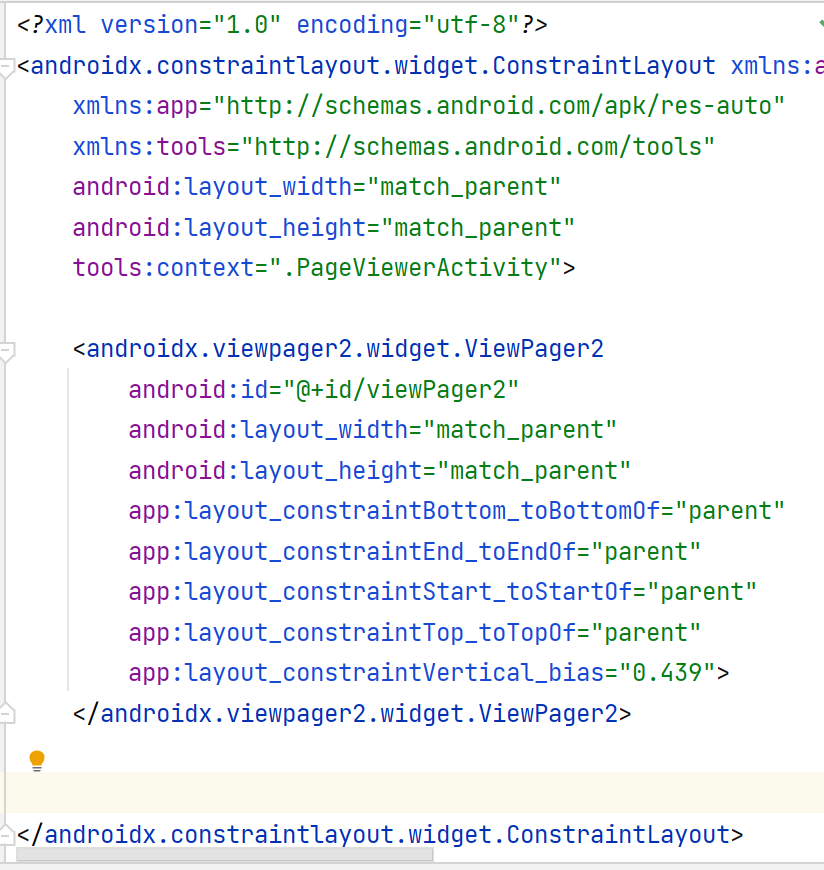 <?xml version="1.0" encoding="utf-8"?>
<androidx.constraintlayout.widget.ConstraintLayout xmlns:a
    xmlns:app="http://schemas.android.com/apk/res-auto"
    xmlns:tools="http://schemas.android.com/tools"
    android:layout_width="match_parent"
    android:layout_height="match_parent"
    tools:context=".PageViewerActivity">

    <androidx.viewpager2.widget.ViewPager2
        android:id="@+id/viewPager2"
        android:layout_width="match_parent"
        android:layout_height="match_parent"
        app:layout_constraintBottom_toBottomOf="parent"
        app:layout_constraintEnd_toEndOf="parent"
        app:layout_constraintStart_toStartOf="parent"
        app:layout_constraintTop_toTopOf="parent"
        app:layout_constraintVertical_bias="0.439">
    </androidx.viewpager2.widget.ViewPager2>

</androidx.constraintlayout.widget.ConstraintLayout>